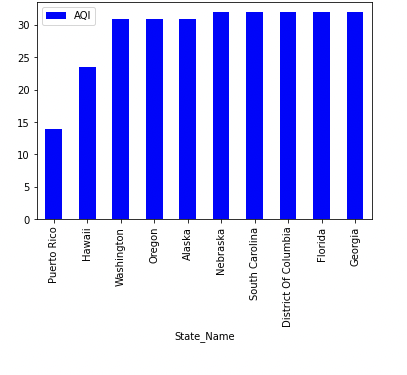 AQI
30
25
20
15
10
5
0
Puerto Rico
Hawaii
Washington
Oregon
Alaska
Nebraska
South Carolina
District Of Columbia
Florida
Georgia
State_Name